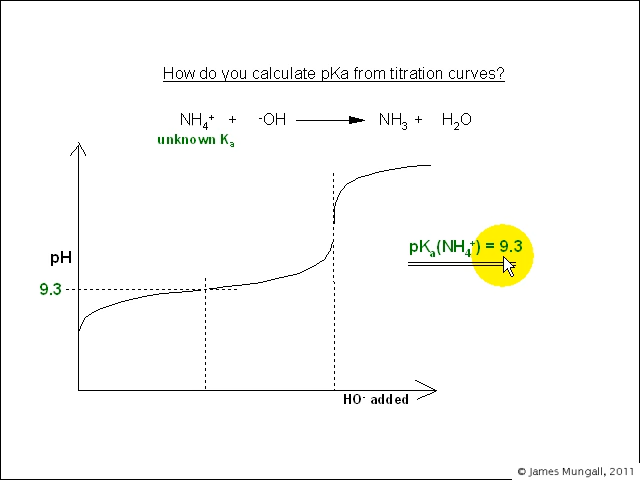 How do you calculate pKa from titration curves?
NH₄⁺ + ⁻OH ⟶ NH₃ + H₂O
unknown Kₐ
pH
pKₐ(NH₄⁺) = 9.3
9.3
HO⁻ added
© James Mungall, 2011